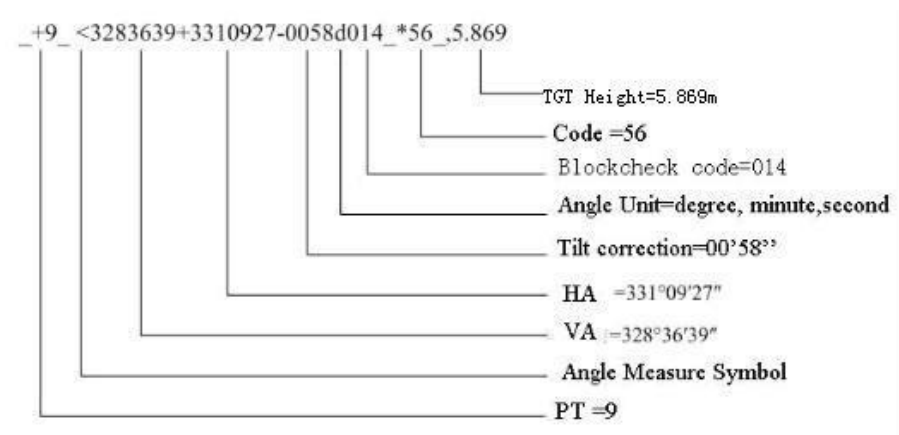 _+9_ <3283639+3310927-0058d014_*56_,5.869
TGT Height=5.869m
Code =56
Blockcheck code=014
Angle Unit=degree, minute,second
Tilt correction=00’58’’
HA =331°09′27″
VA =328°36′39″
Angle Measure Symbol
PT =9